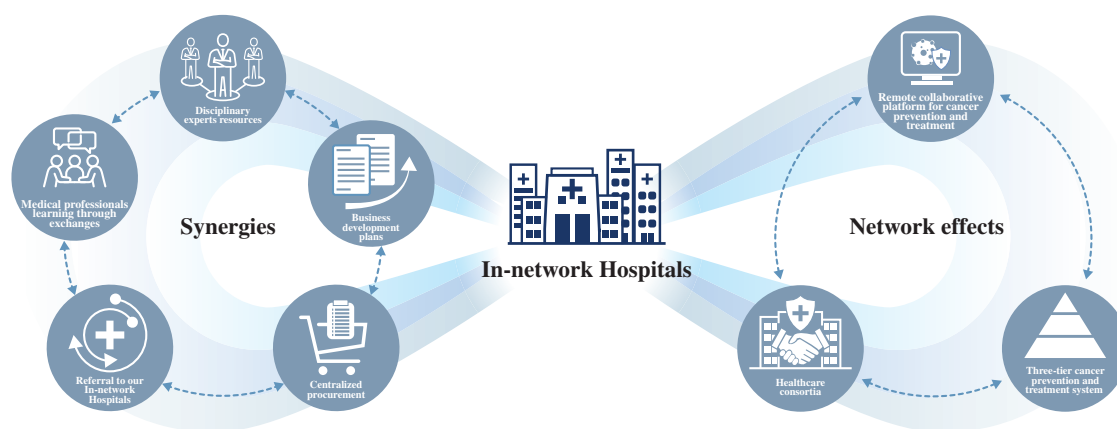 Disciplinary
experts resources
Medical professionals
learning through
exchanges
Business
development
plans
Synergies
Referral to our
In-network
Hospitals
Centralized
procurement
In-network Hospitals
Remote collaborative
platform for cancer
prevention and
treatment
Network effects
Healthcare
consortia
Three-tier cancer
prevention and
treatment system